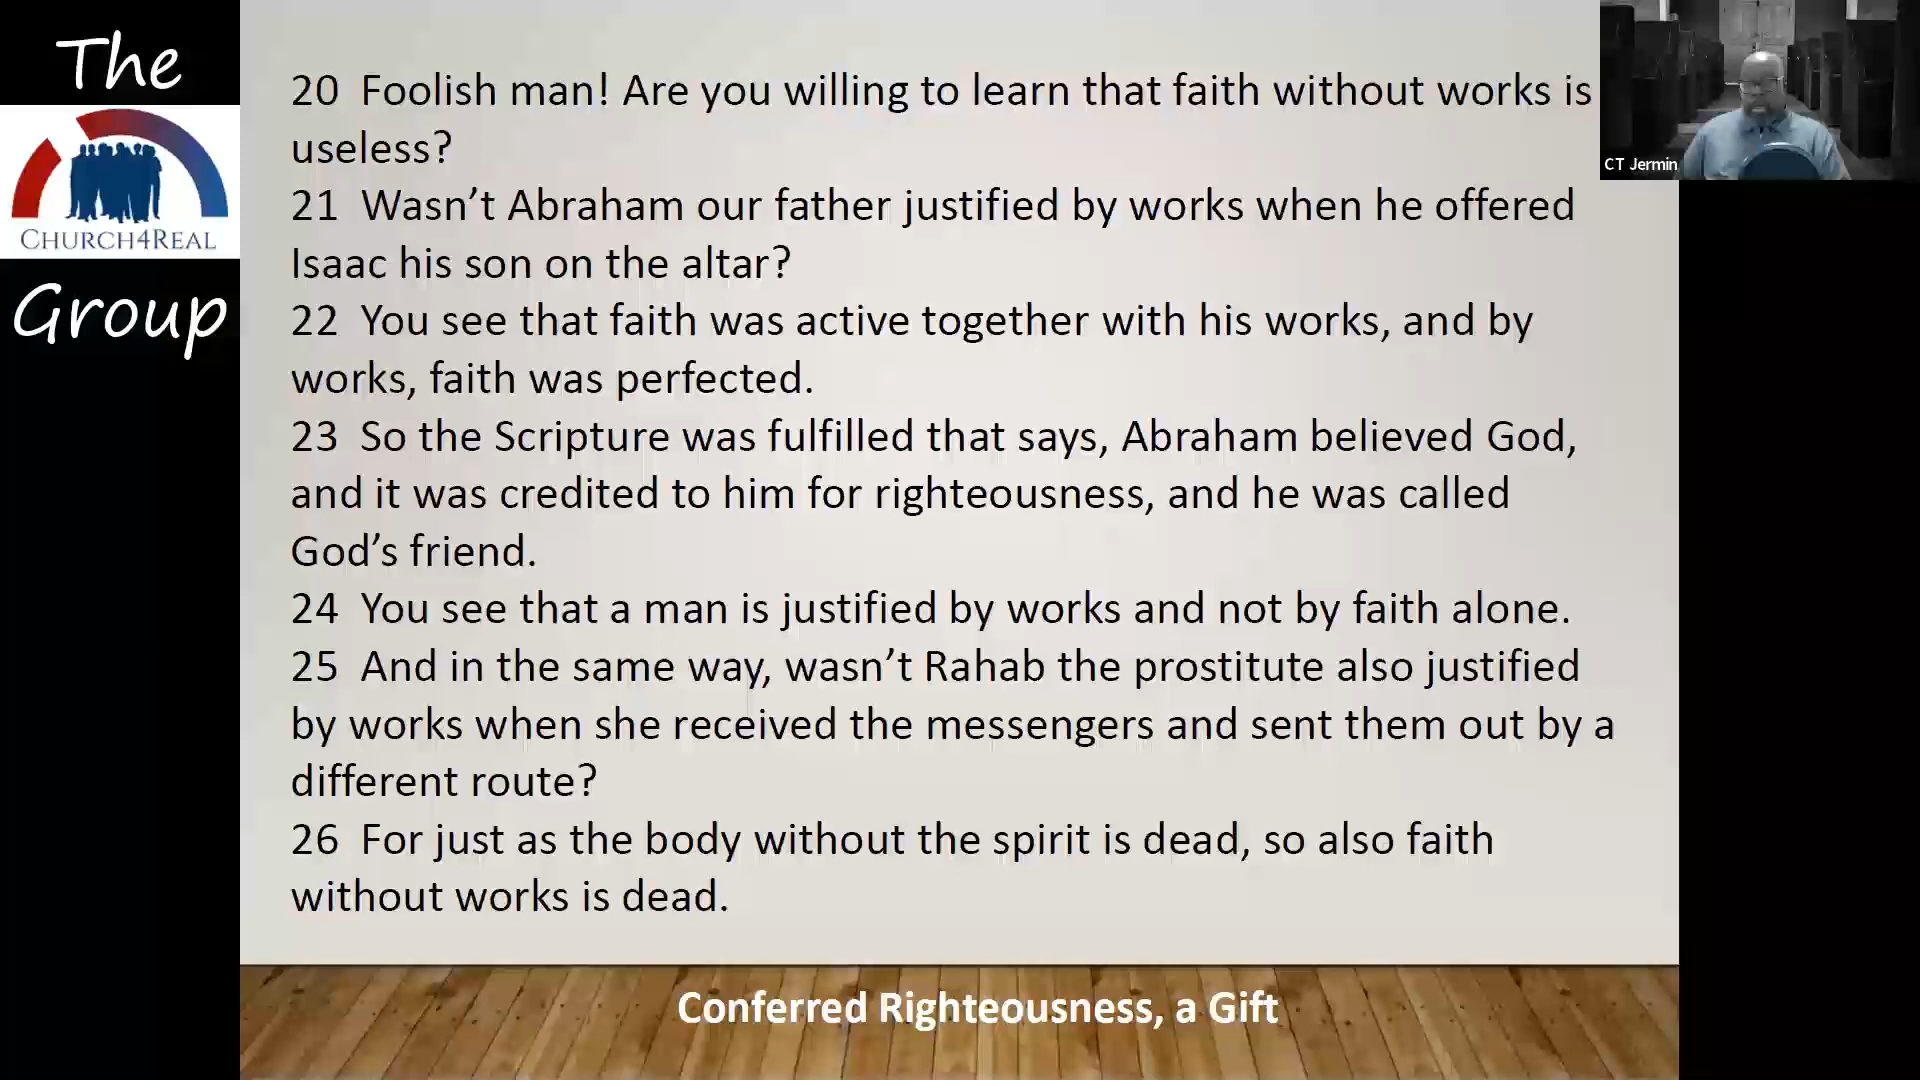 The
CHURCH4REAL
Group
20 Foolish man! Are you willing to learn that faith without works is
useless?
21 Wasn’t Abraham our father justified by works when he offered
Isaac his son on the altar?
22 You see that faith was active together with his works, and by
works, faith was perfected.
23 So the Scripture was fulfilled that says, Abraham believed God,
and it was credited to him for righteousness, and he was called
God’s friend.
24 You see that a man is justified by works and not by faith alone.
25 And in the same way, wasn’t Rahab the prostitute also justified
by works when she received the messengers and sent them out by a
different route?
26 For just as the body without the spirit is dead, so also faith
without works is dead.
Conferred Righteousness, a Gift
CT Jermin